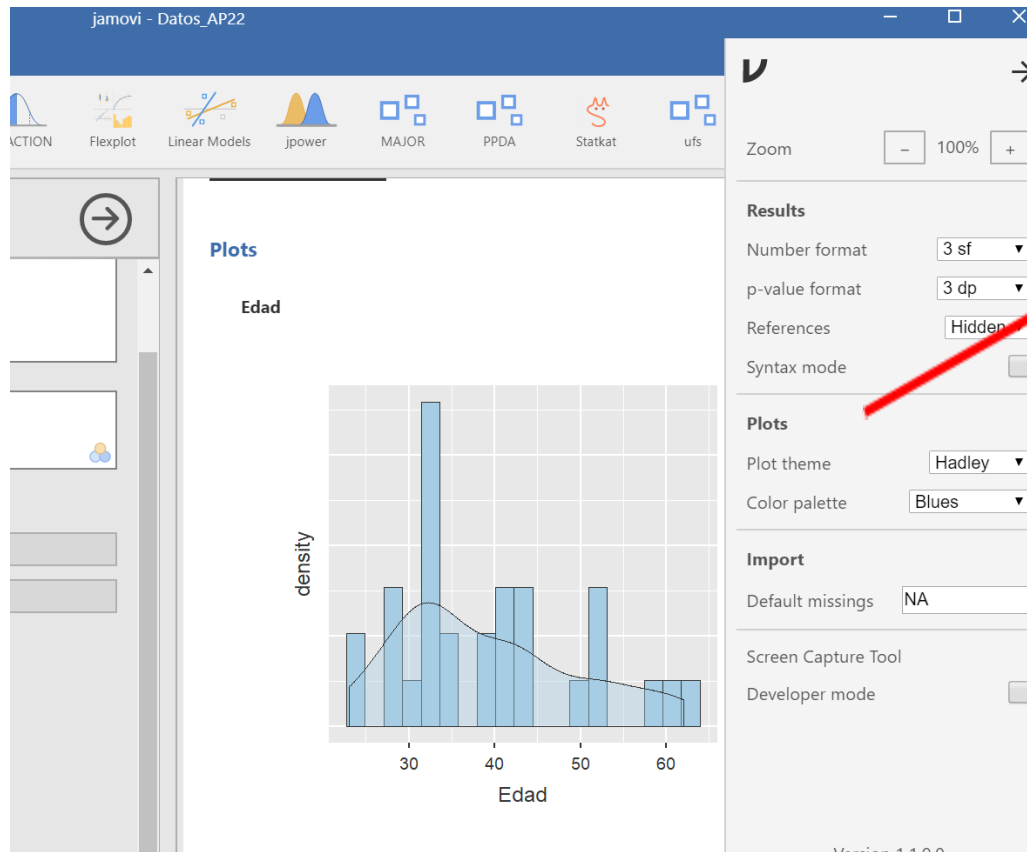 jamovi - Datos_AP22
ACTION
Flexplot
Linear Models
jpower
MAJOR
PPDA
Statkat
ufs
Zoom
– 100% +
Results
Number format 3 sf
p-value format 3 dp
References Hidden
Syntax mode
Plots
Plot theme Hadley
Color palette Blues
Import
Default missings NA
Screen Capture Tool
Developer mode
Plots
Edad
density
30 40 50 60
Edad